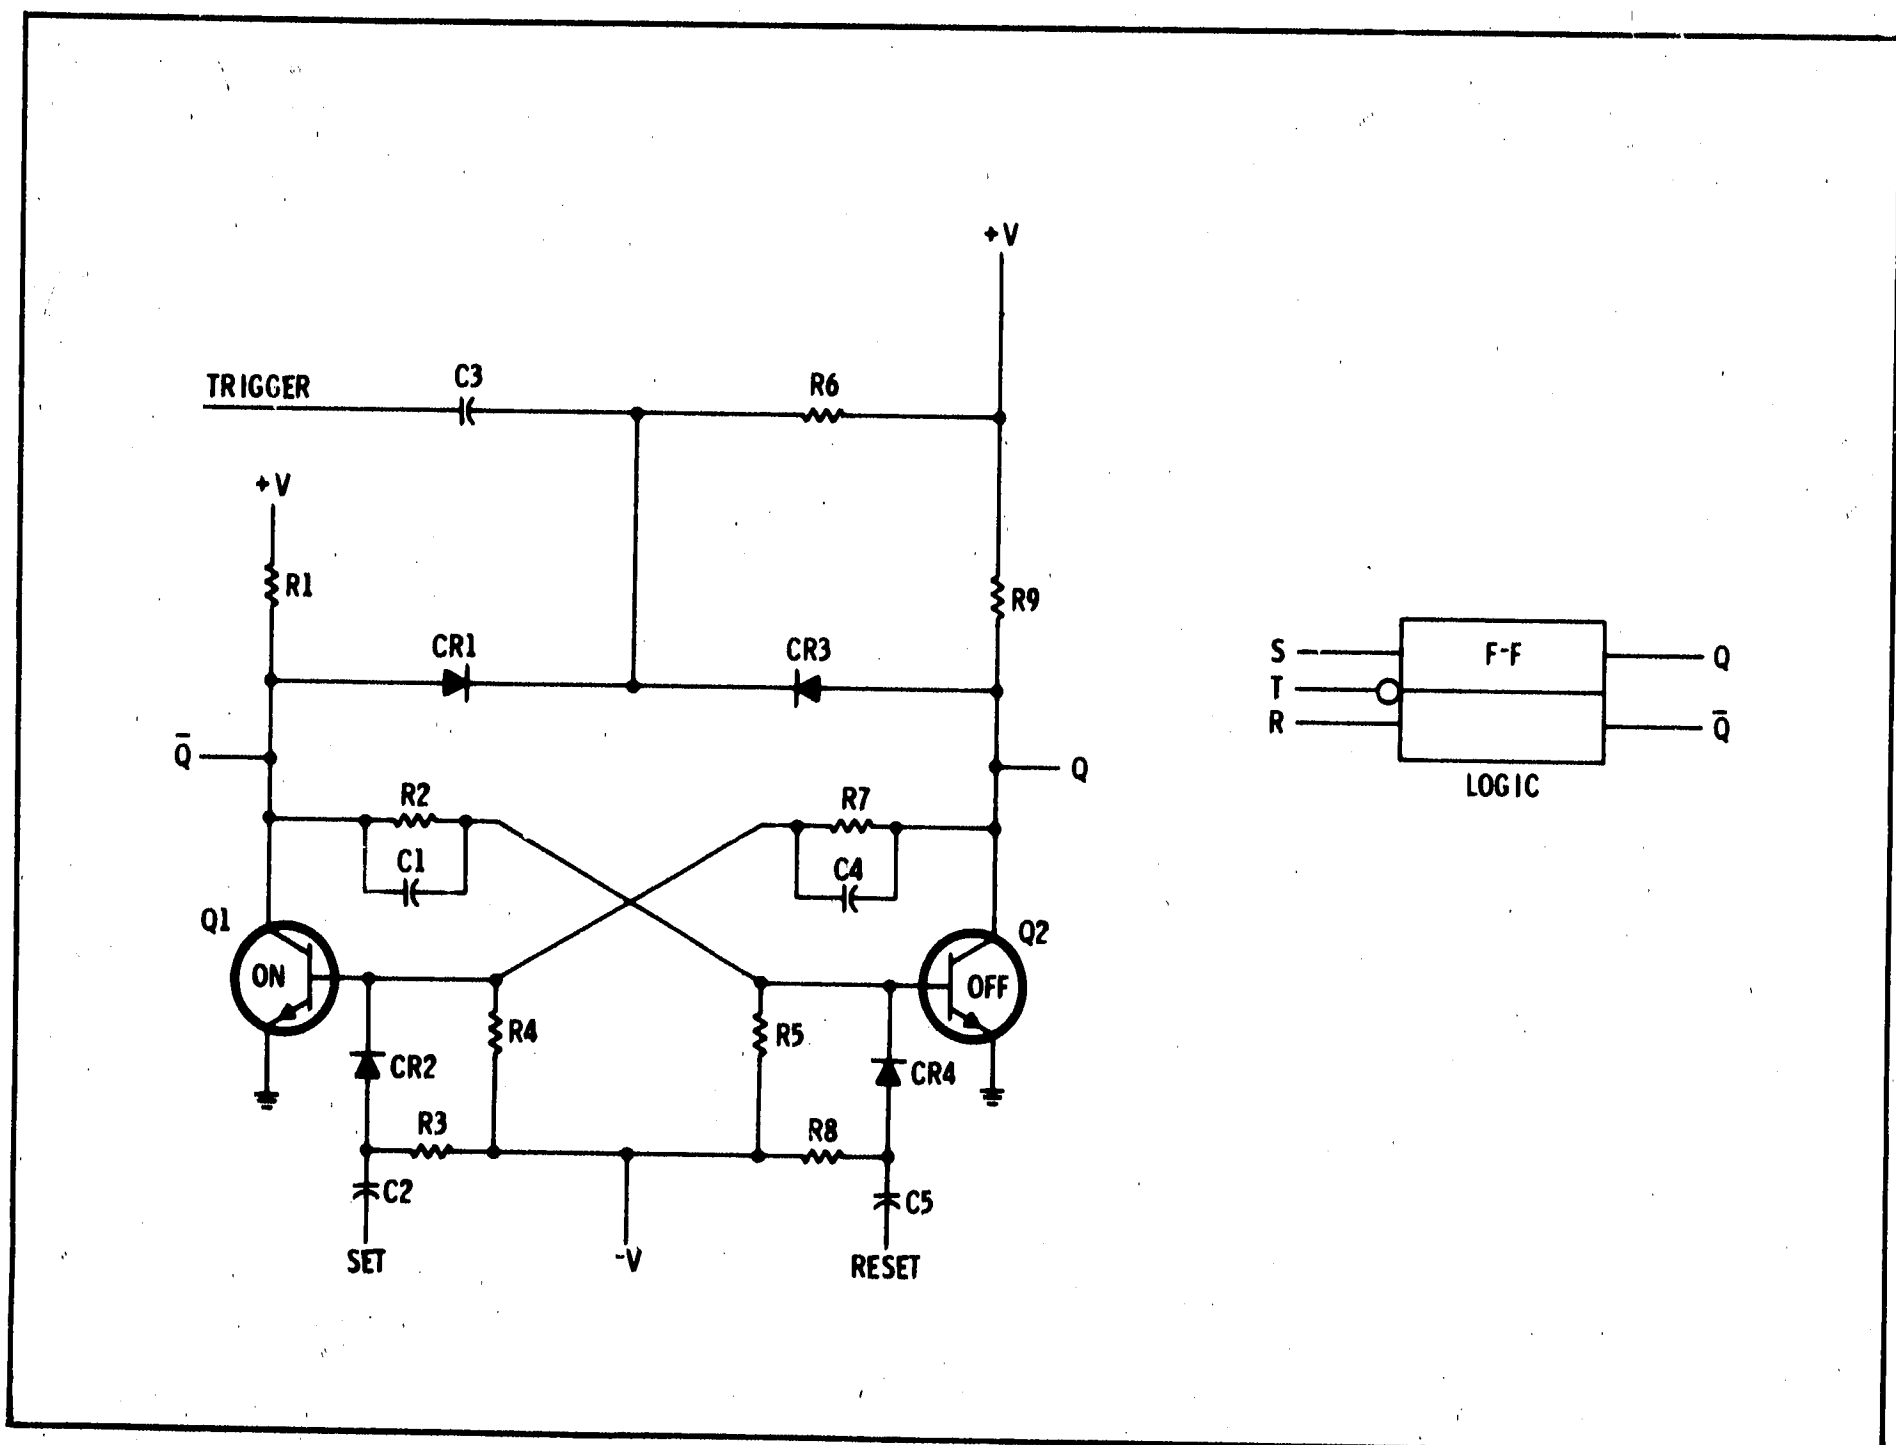 +V
TRIGGER
C3
R6
+V
R1
R9
CR1
CR3
Q̅
Q
R2
R7
C1
C4
Q1
ON
Q2
OFF
R4
R5
CR2
CR4
R3
R8
C2
C5
SET
-V
RESET
S
T
R
F-F
Q
Q̅
LOGIC